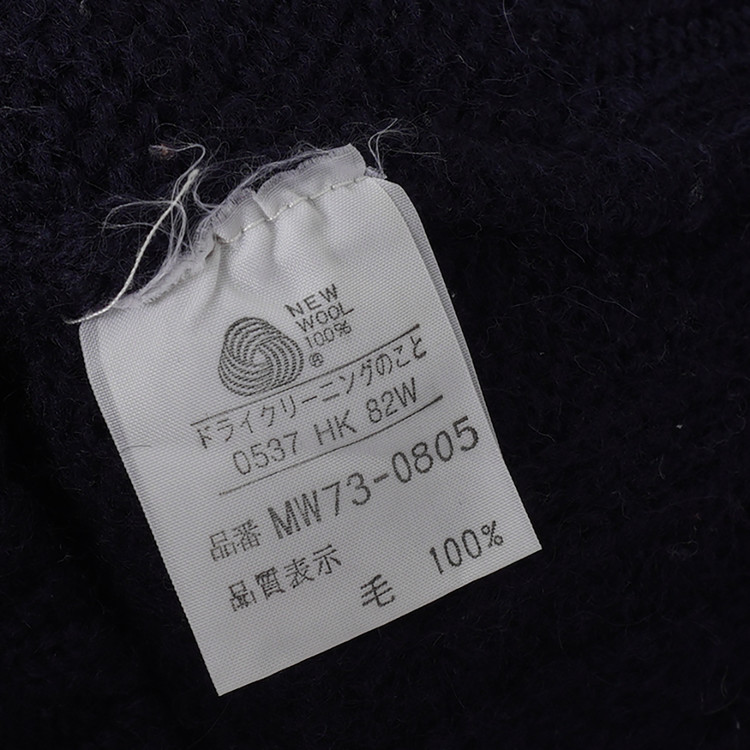 NEW
WOOL
100%
®
ドライクリーニングのこと
0537 HK 82W
品番 MW73-0805
品質表示
毛 100%